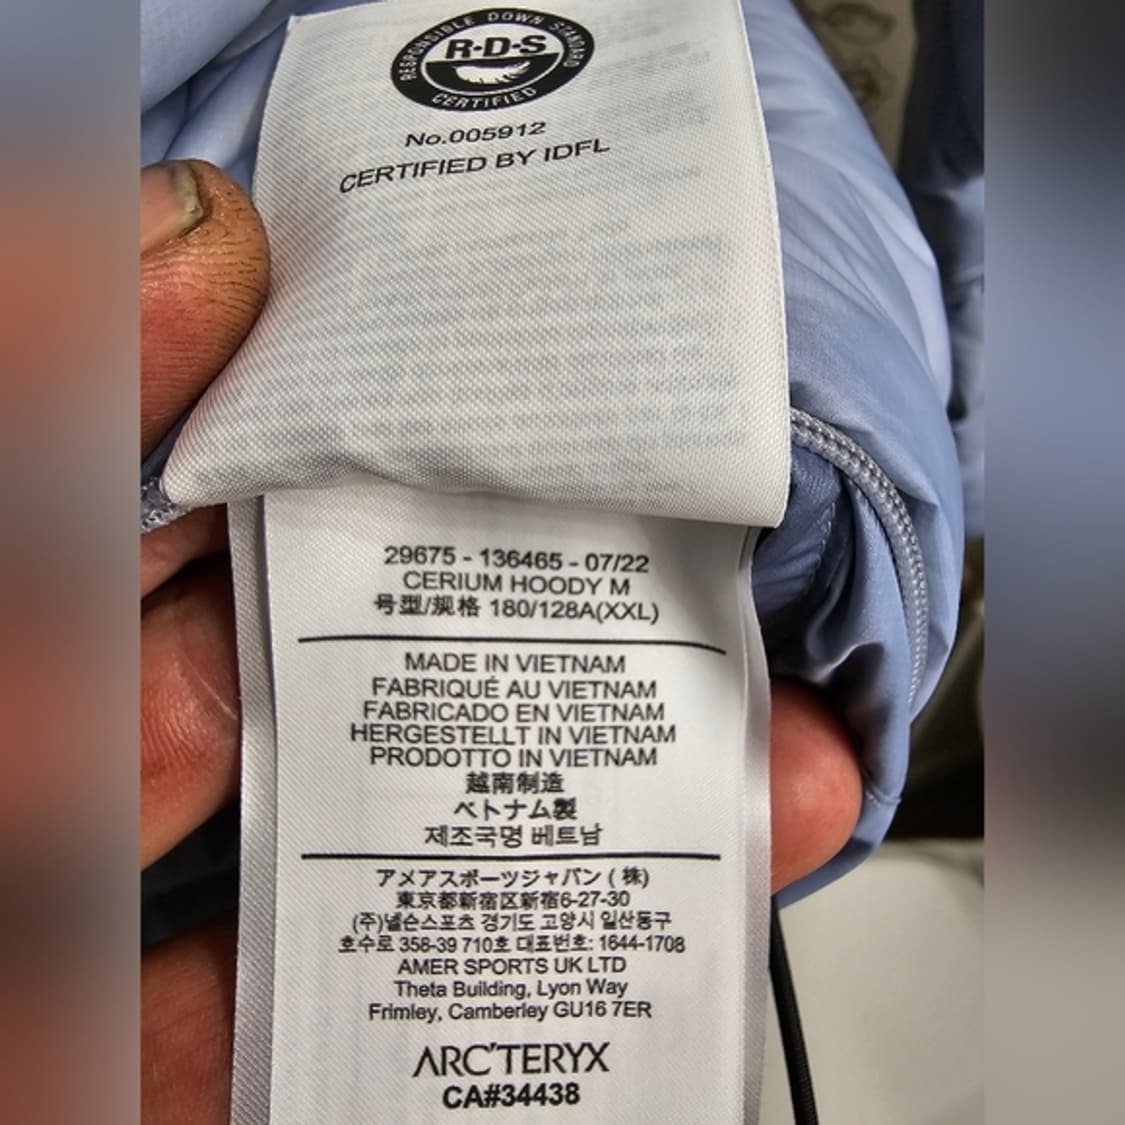 RESPONSIBLE DOWN STANDARD
R·D·S
CERTIFIED
No.005912
CERTIFIED BY IDFL
29675 - 136465 - 07/22
CERIUM HOODY M
号型/规格 180/128A(XXL)
MADE IN VIETNAM
FABRIQUÉ AU VIETNAM
FABRICADO EN VIETNAM
HERGESTELLT IN VIETNAM
PRODOTTO IN VIETNAM
越南制造
ベトナム製
제조국명 베트남
アメアスポーツジャパン ( 株)
東京都新宿区新宿6-27-30
(주)넬슨스포츠 경기도 고양시 일산동구
호수로 358-39 710호 대표번호: 1644-1708
AMER SPORTS UK LTD
Theta Building, Lyon Way
Frimley, Camberley GU16 7ER
ARC'TERYX
CA#34438